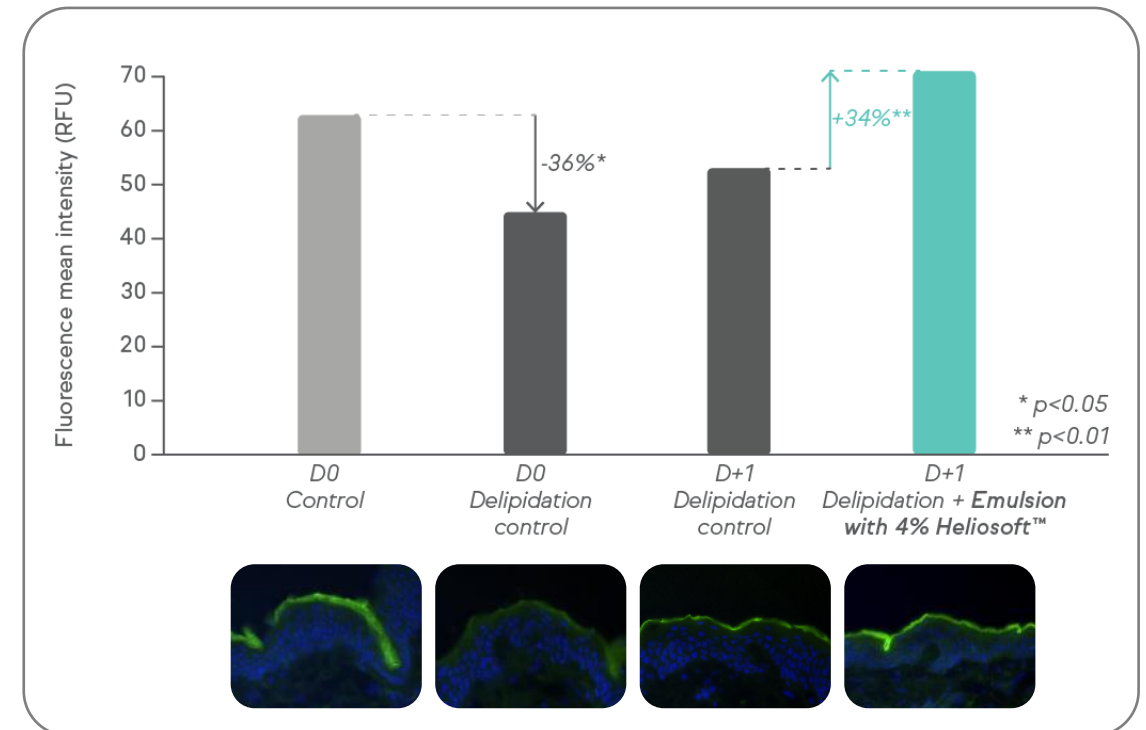 Fluorescence mean intensity (RFU)
70
60
50
40
30
20
10
0
-36%*
+34%**
* p<0.05
** p<0.01
D0
Control
D0
Delipidation
control
D+1
Delipidation
control
D+1
Delipidation + Emulsion
with 4% Heliosoft™